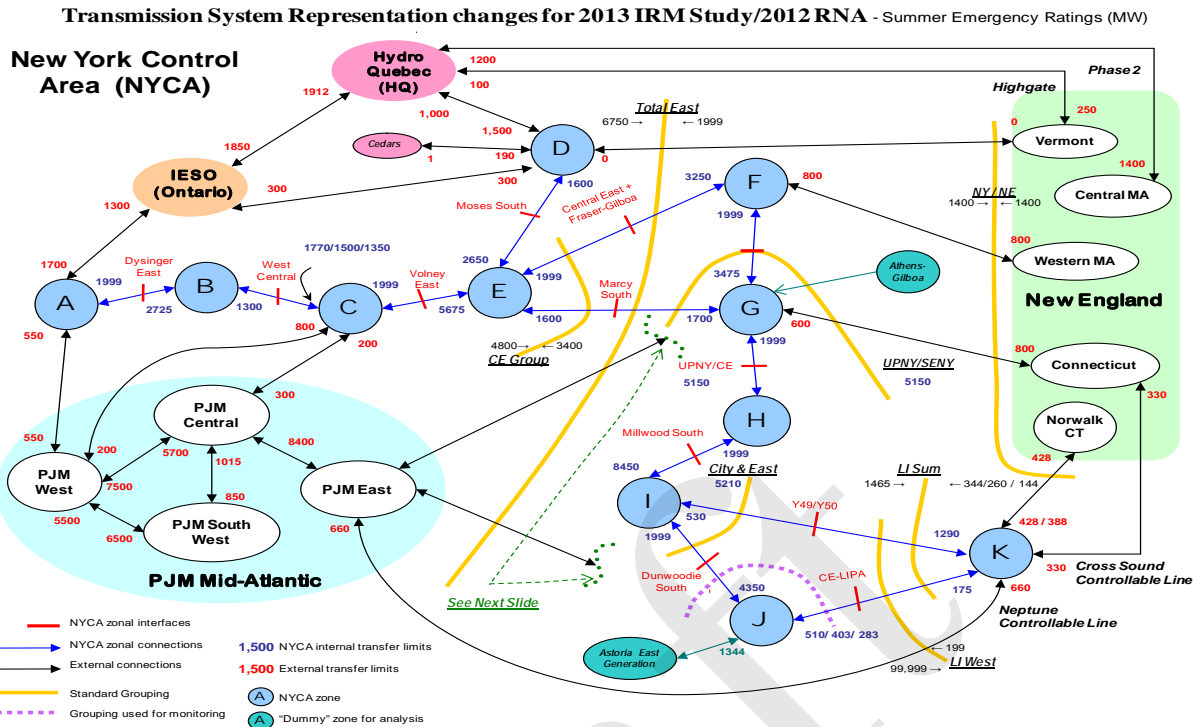 Transmission System Representation changes for 2013 IRM Study/2012 RNA - Summer Emergency Ratings (MW)
New York Control
Area (NYCA)
Hydro
Quebec
(HQ)
1200
100
1912
1,000
Phase 2
Highgate
250
0
Vermont
1400
Central MA
NY / NE
1400→ ←1400
800
Western MA
New England
800
Connecticut
330
Norwalk
CT
428
Total East
6750 → ← 1999
Cedars
1
1,500
190
300
D
0
1600
1850
IESO
(Ontario)
300
1300
Moses South
Central East +
Fraser-Gilboa
3250
F
800
1999
1700
Dysinger
East
1999
A
2725
B
West
Central
1300
1770/1500/1350
C
1999
Volney
East
5675
2650
E
1999
1600
Marcy
South
3475
1700
G
600
1999
Athens-
Gilboa
550
800
200
4800→ ←3400
CE Group
UPNY/CE
5150
UPNY/SENY
5150
PJM
Central
300
550
200
5700
1015
8400
PJM
West
7500
5500
850
6500
PJM South
West
PJM East
660
PJM Mid-Atlantic
H
Millwood South
1999
8450
City & East
5210
I
530
1999
LI Sum
1465→ ←344/260 / 144
Y49/Y50
1290
428 / 388
K
330
Cross Sound
Controllable Line
660
Neptune
Controllable Line
Dunwoodie
South
4350
J
CE-LIPA
175
510/ 403/ 283
Astoria East
Generation
1344
← 199
99,999 →
LI West
See Next Slide
NYCA zonal interfaces
NYCA zonal connections
External connections
Standard Grouping
Grouping used for monitoring
1,500 NYCA internal transfer limits
1,500 External transfer limits
A NYCA zone
A "Dummy" zone for analysis
ft